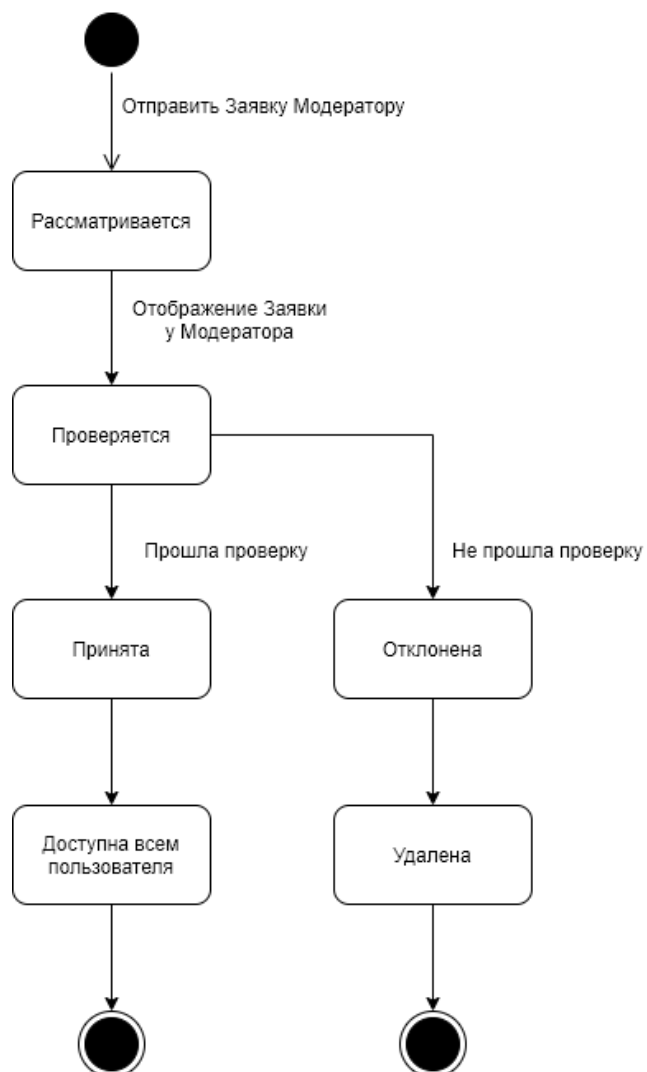 Отправить Заявку Модератору
Рассматривается
Отображение Заявки
у Модератора
Проверяется
Прошла проверку
Не прошла проверку
Принята
Отклонена
Доступна всем
пользователя
Удалена